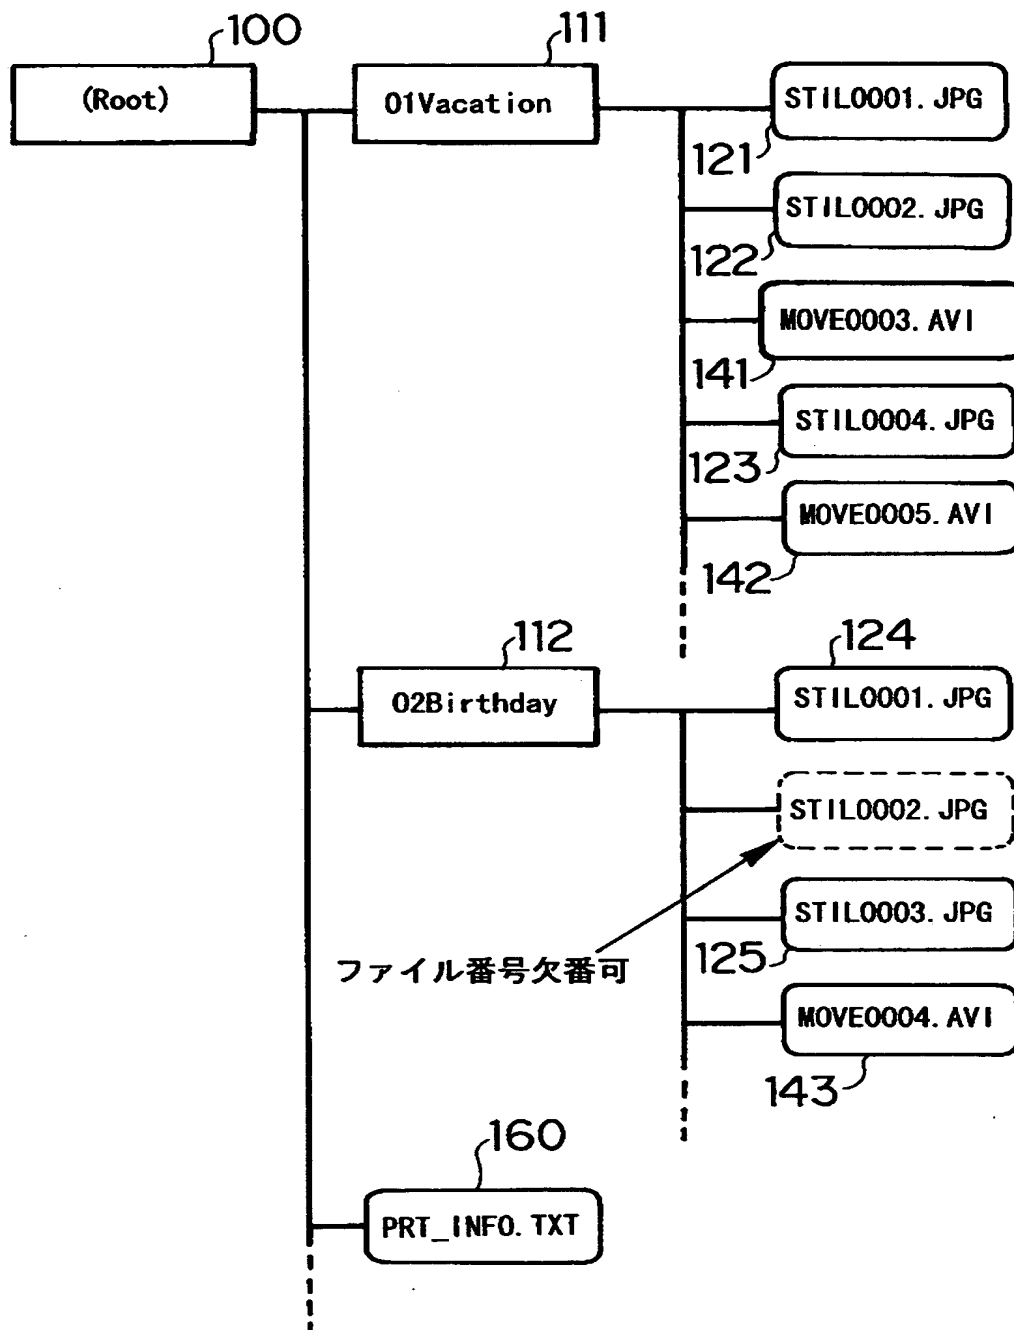 100
(Root)
111
01Vacation
STIL0001.JPG
121
STIL0002.JPG
122
MOVE0003.AVI
141
STIL0004.JPG
123
MOVE0005.AVI
142
112
02Birthday
124
STIL0001.JPG
STIL0002.JPG
ファイル番号欠番可
STIL0003.JPG
125
MOVE0004.AVI
143
160
PRT_INFO.TXT